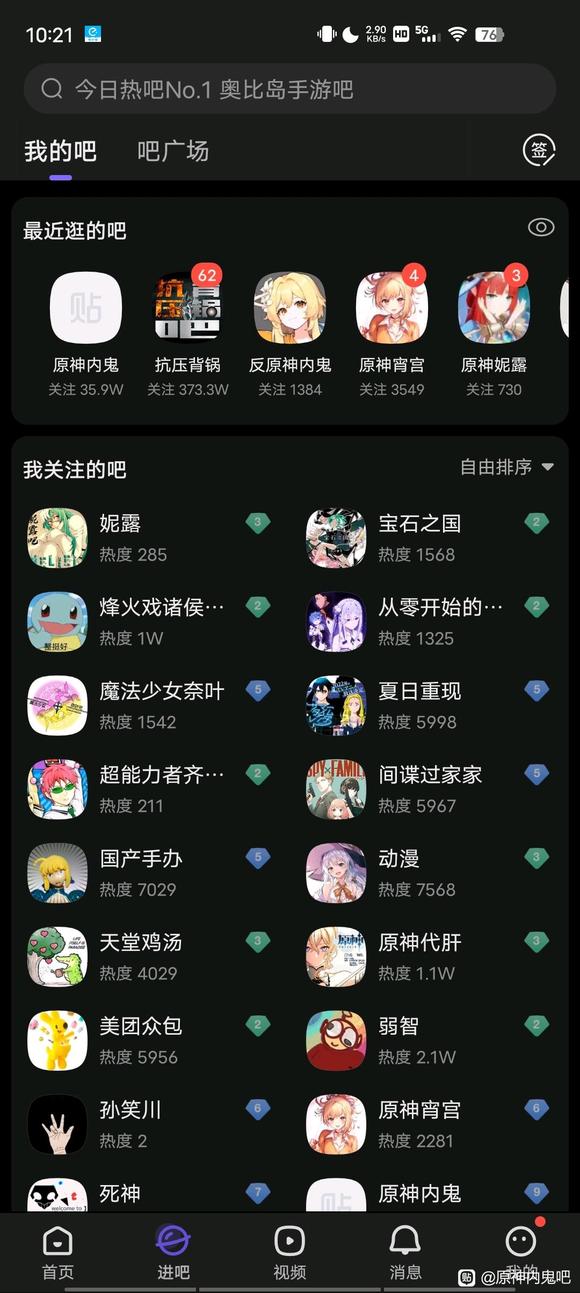 10:21
2.90 KB/s
HD
5G
76
今日热吧No.1 奥比岛手游吧
我的吧
吧广场
签
最近逛的吧
贴
62
4
3
原神内鬼
抗压背锅
反原神内鬼
原神宵宫
原神妮露
关注 35.9W
关注 373.3W
关注 1384
关注 3549
关注 730
我关注的吧
自由排序
妮露
3
热度 285
宝石之国
2
热度 1568
烽火戏诸侯…
2
热度 1W
整挺好
从零开始的…
2
热度 1325
魔法少女奈叶
5
热度 1542
夏日重现
5
热度 5998
超能力者齐…
2
热度 211
间谍过家家
5
热度 5967
国产手办
5
热度 7029
动漫
3
热度 7568
天堂鸡汤
3
热度 4029
原神代肝
3
热度 1.1W
美团众包
2
热度 5956
弱智
2
热度 2.1W
孙笑川
6
热度 2
原神宵宫
6
热度 2281
死神
7
welcome to
原神内鬼
9
首页
进吧
视频
消息
我的
贴 @原神内鬼吧